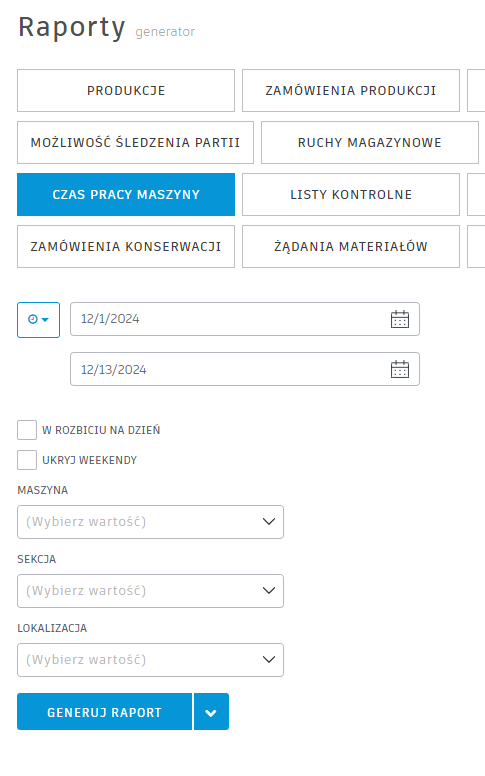 Raporty generator
PRODUKCJE ZAMÓWIENIA PRODUKCJI
MOŻLIWOŚĆ ŚLEDZENIA PARTII RUCHY MAGAZYNOWE
CZAS PRACY MASZYNY LISTY KONTROLNE
ZAMÓWIENIA KONSERWACJI ŻĄDANIA MATERIAŁÓW
12/1/2024
12/13/2024
W ROZBICIU NA DZIEŃ
UKRYJ WEEKENDY
MASZYNA
(Wybierz wartość)
SEKCJA
(Wybierz wartość)
LOKALIZACJA
(Wybierz wartość)
GENERUJ RAPORT